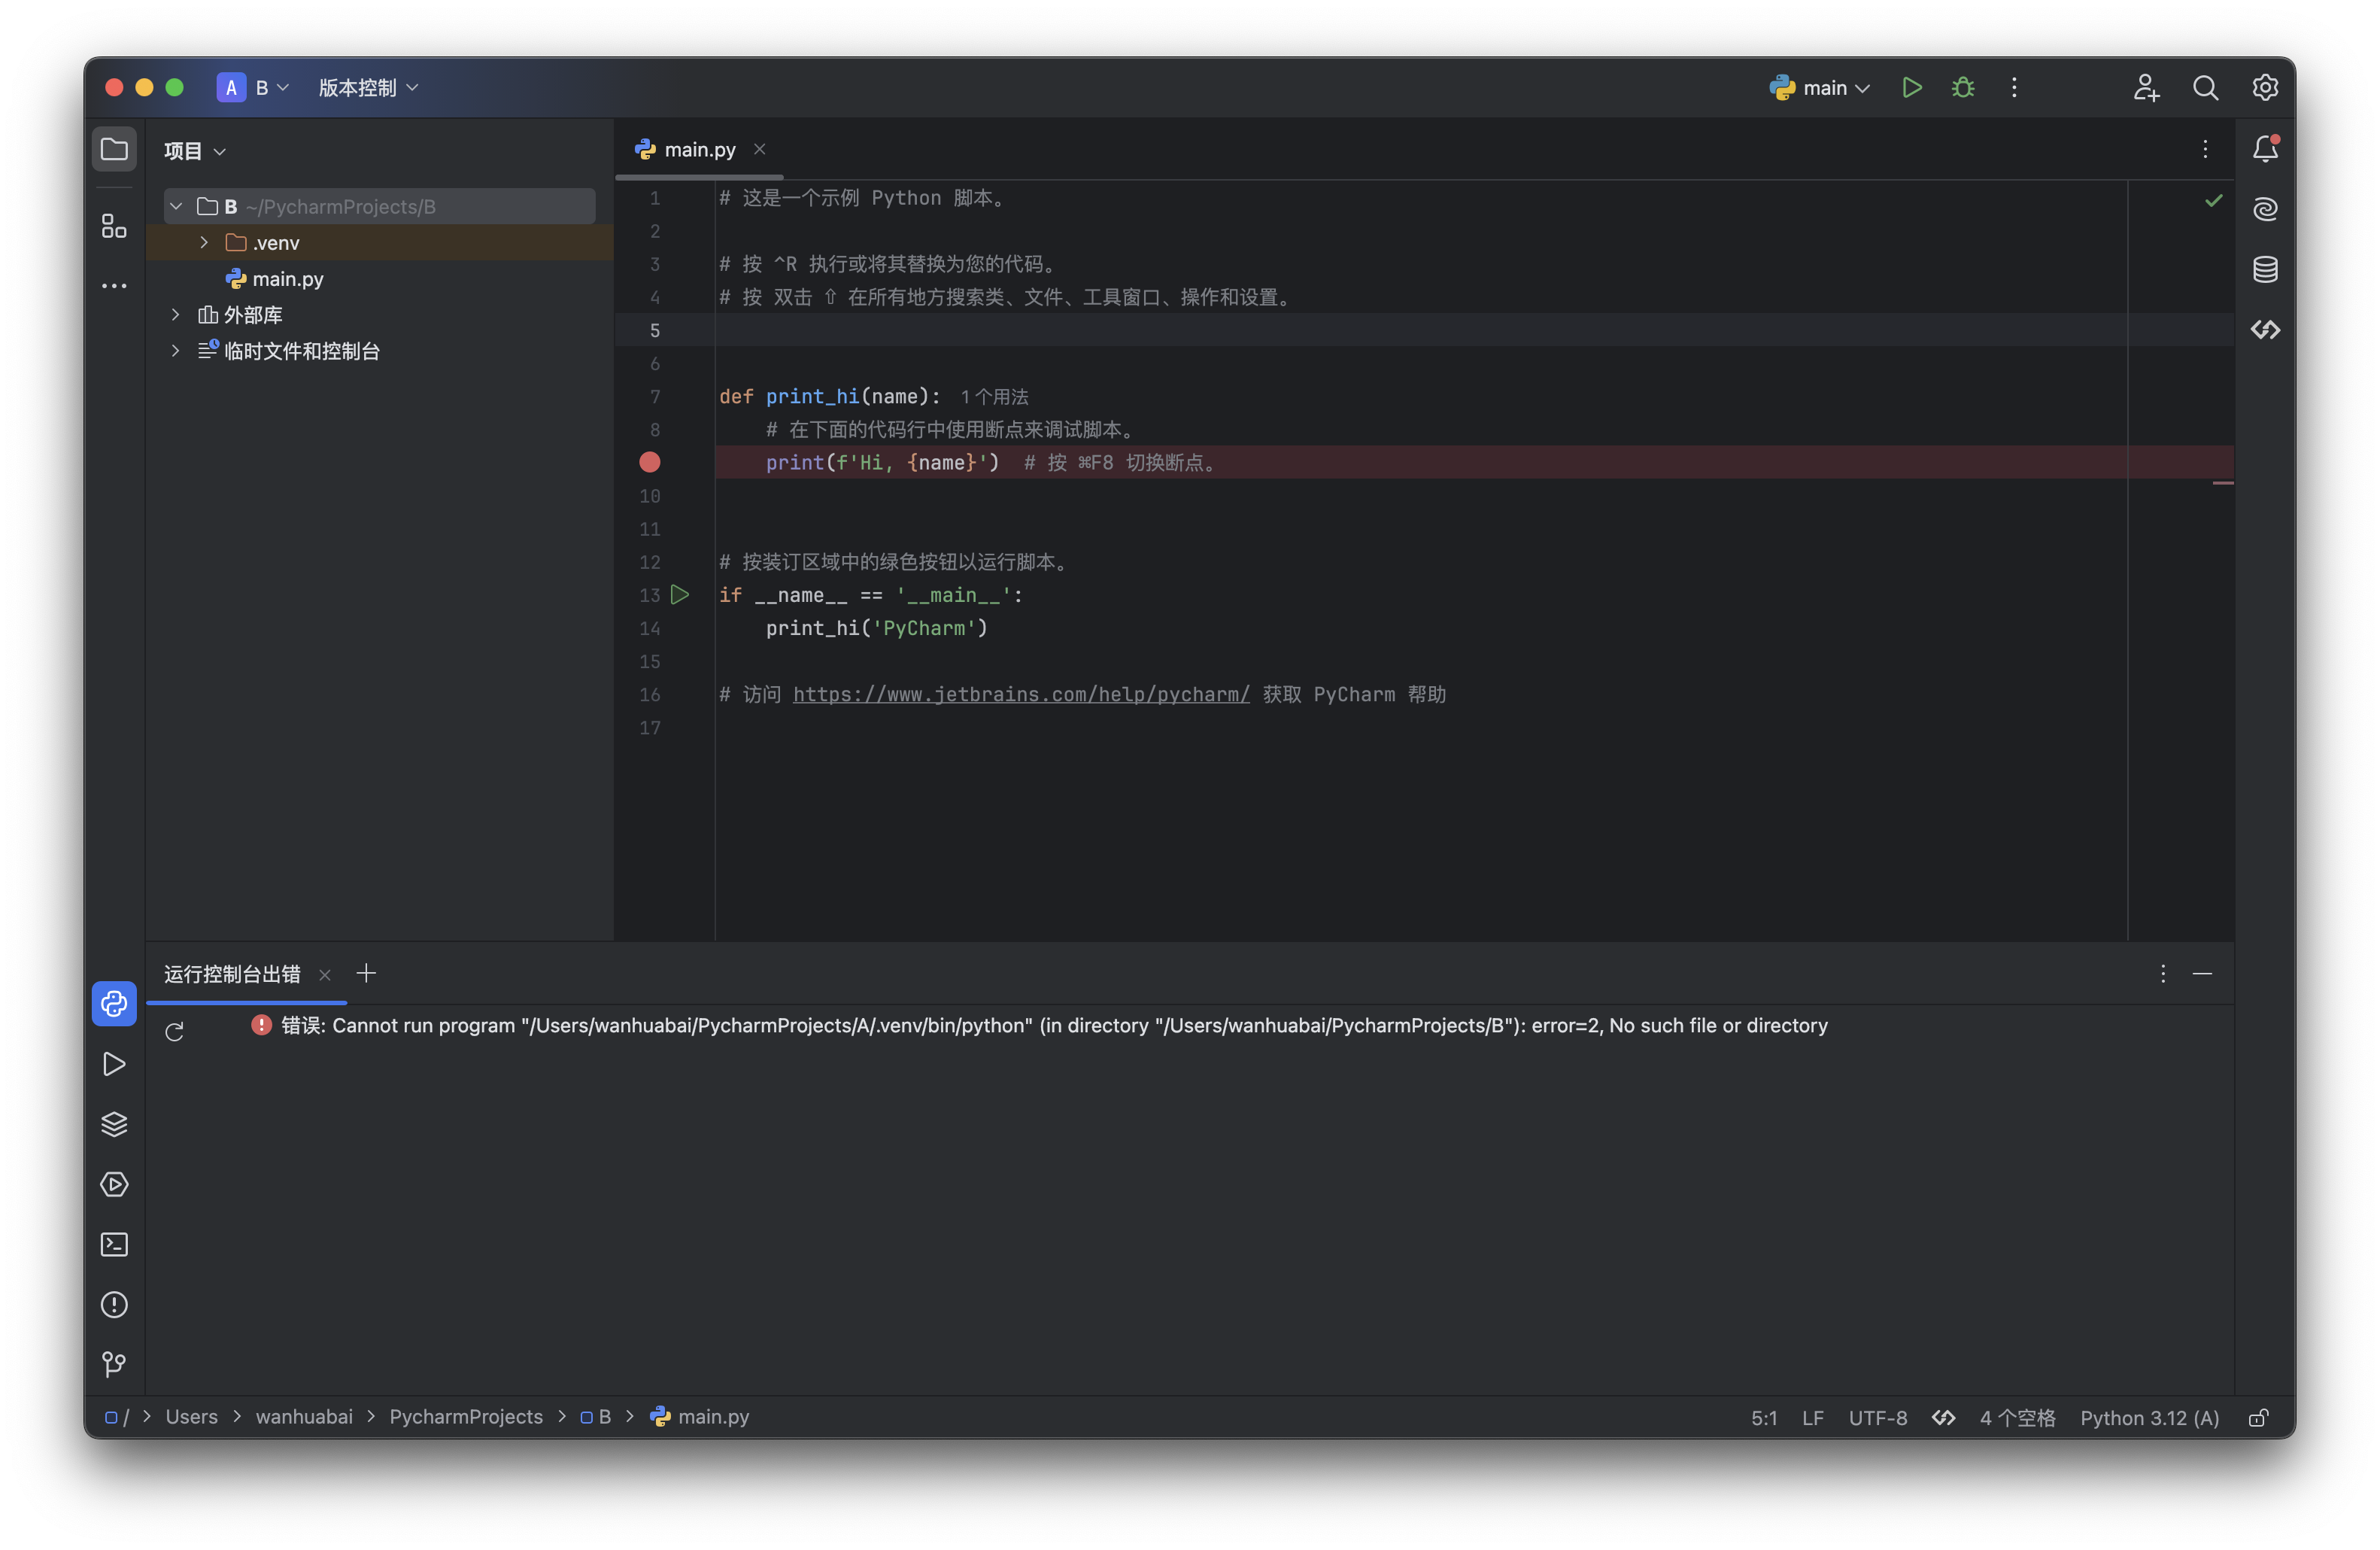 A B 版本控制 main
项目
main.py
B ~/PycharmProjects/B
.venv
main.py
外部库
临时文件和控制台
1 # 这是一个示例 Python 脚本。
2
3 # 按 ^R 执行或将其替换为您的代码。
4 # 按 双击 ⇧ 在所有地方搜索类、文件、工具窗口、操作和设置。
5
6
7 def print_hi(name): 1 个用法
8 # 在下面的代码行中使用断点来调试脚本。
print(f'Hi, {name}') # 按 ⌘F8 切换断点。
10
11
12 # 按装订区域中的绿色按钮以运行脚本。
13 if __name__ == '__main__':
14 print_hi('PyCharm')
15
16 # 访问 https://www.jetbrains.com/help/pycharm/ 获取 PyCharm 帮助
17
运行控制台出错
错误: Cannot run program "/Users/wanhuabai/PycharmProjects/A/.venv/bin/python" (in directory "/Users/wanhuabai/PycharmProjects/B"): error=2, No such file or directory
/ > Users > wanhuabai > PycharmProjects > B > main.py 5:1 LF UTF-8 4 个空格 Python 3.12 (A)